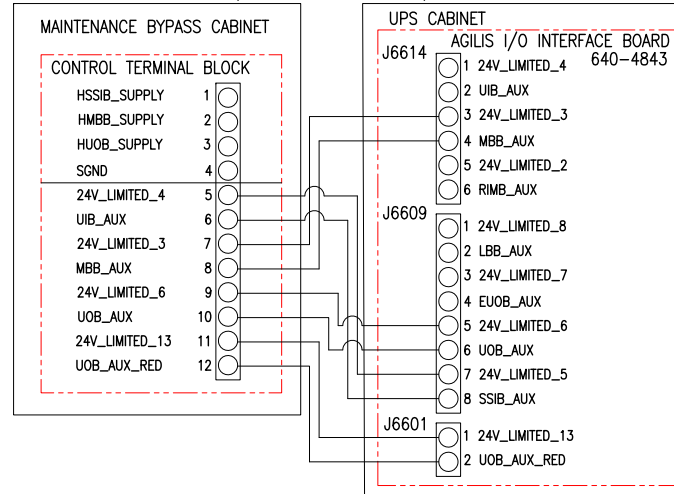 MAINTENANCE BYPASS CABINET
CONTROL TERMINAL BLOCK
HSSIB_SUPPLY 1
HMBB_SUPPLY 2
HUOB_SUPPLY 3
SGND 4
24V_LIMITED_4 5
UIB_AUX 6
24V_LIMITED_3 7
MBB_AUX 8
24V_LIMITED_6 9
UOB_AUX 10
24V_LIMITED_13 11
UOB_AUX_RED 12
UPS CABINET
AGILIS I/O INTERFACE BOARD
640-4843
J6614
1 24V_LIMITED_4
2 UIB_AUX
3 24V_LIMITED_3
4 MBB_AUX
5 24V_LIMITED_2
6 RIMB_AUX
J6609
1 24V_LIMITED_8
2 LBB_AUX
3 24V_LIMITED_7
4 EUOB_AUX
5 24V_LIMITED_6
6 UOB_AUX
7 24V_LIMITED_5
8 SSIB_AUX
J6601
1 24V_LIMITED_13
2 UOB_AUX_RED